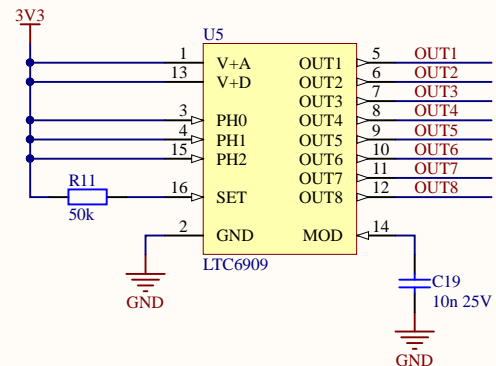 3V3
U5
1 V+A OUT1 5 OUT1
13 V+D OUT2 6 OUT2
OUT3 7 OUT3
3 PH0 OUT4 8 OUT4
4 PH1 OUT5 9 OUT5
15 PH2 OUT6 10 OUT6
OUT7 11 OUT7
R11
16 SET OUT8 12 OUT8
50k
2 GND MOD 14
LTC6909
C19
10n 25V
GND
GND